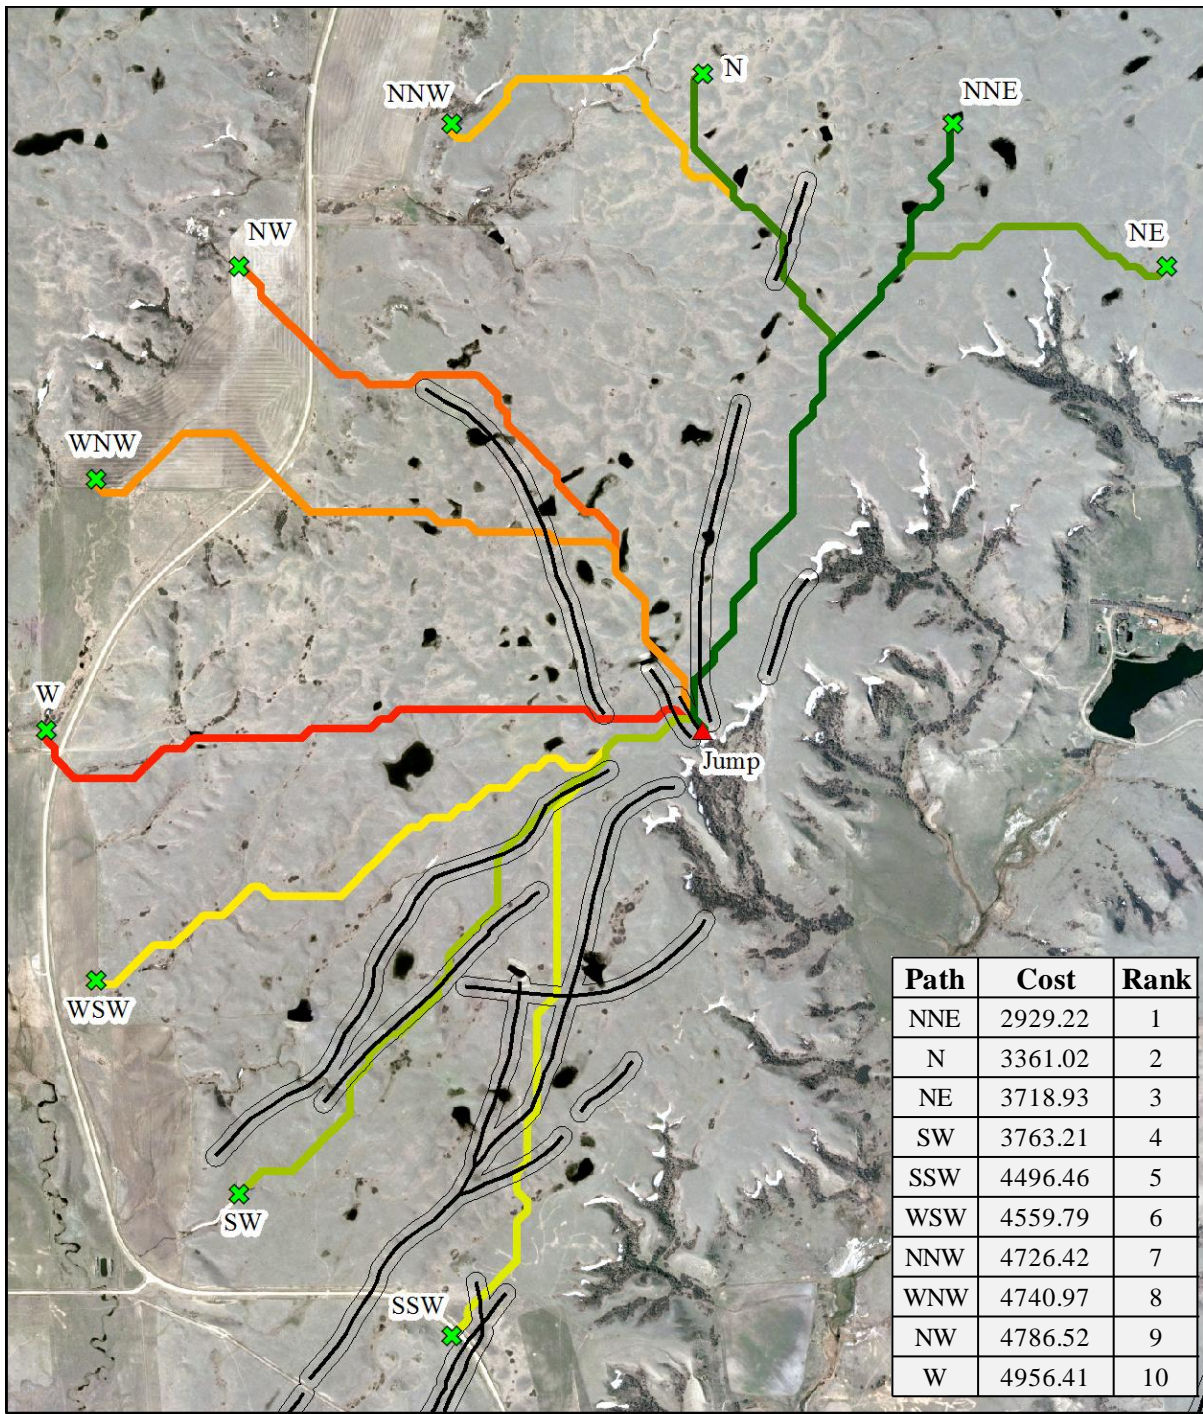 N
NNW
NNE
NW
NE
WNW
W
Jump
WSW
SW
SSW
Path Cost Rank
NNE 2929.22 1
N 3361.02 2
NE 3718.93 3
SW 3763.21 4
SSW 4496.46 5
WSW 4559.79 6
NNW 4726.42 7
WNW 4740.97 8
NW 4786.52 9
W 4956.41 10